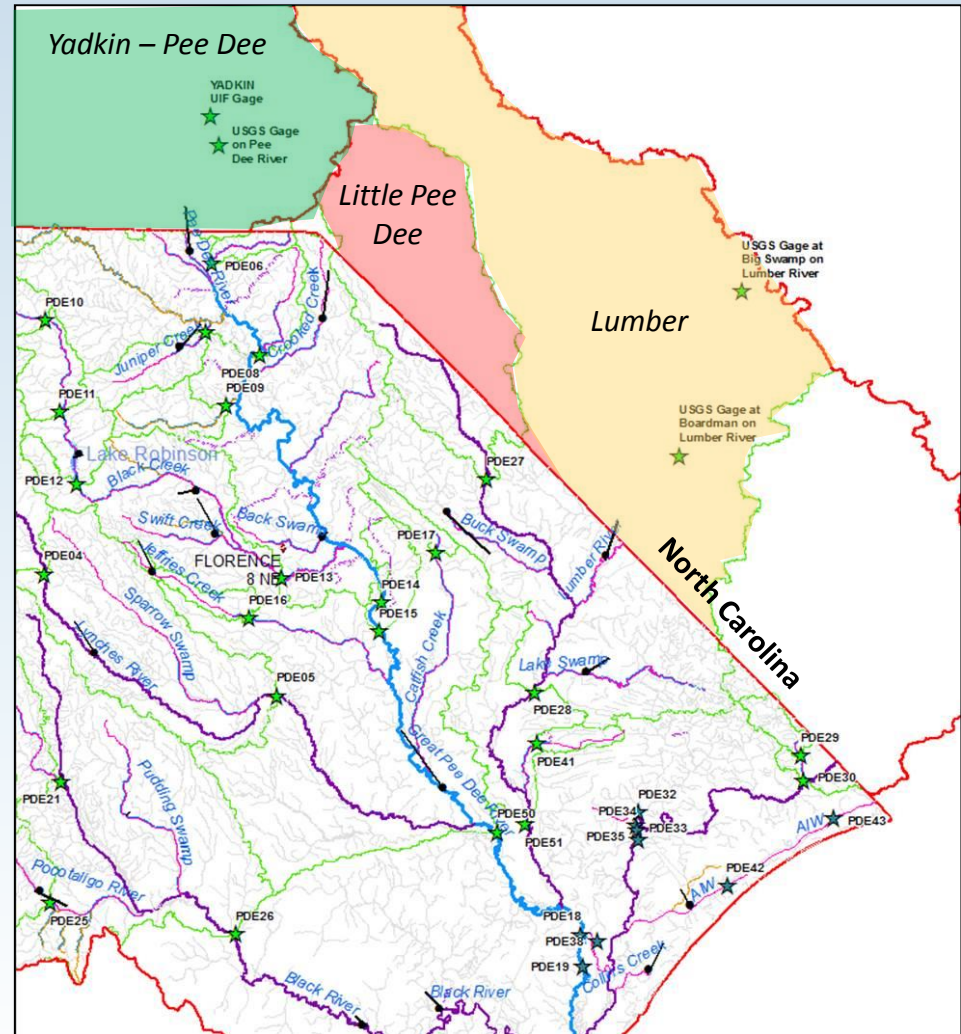 Yadkin – Pee Dee
YADKIN
UIF Gage
USGS Gage
on Pee
Dee River
Little Pee
Dee
USGS Gage at
Big Swamp on
Lumber River
Lumber
Pee Dee River
PDE06
PDE10
Juniper Creek
Crooked Creek
PDE08
PDE09
PDE11
USGS Gage at
Boardman on
Lumber River
Lake Robinson
PDE12
Black Creek
PDE27
Swift Creek
Back Swamp
Buck Swamp
PDE17
Lumber River
North Carolina
PDE04
Jeffries Creek
FLORENCE
8 NE
PDE13
PDE14
PDE16
PDE15
Sparrow Swamp
Catfish Creek
Lynches River
Lake Swamp
PDE05
PDE28
Great Pee Dee River
PDE41
PDE29
PDE30
PDE21
Pudding Swamp
PDE32
PDE34
PDE33
PDE35
PDE50
PDE51
AIW
PDE43
Pocotaligo River
PDE42
AIW
PDE25
PDE26
PDE18
PDE38
PDE19
Collins Creek
Black River
Black River